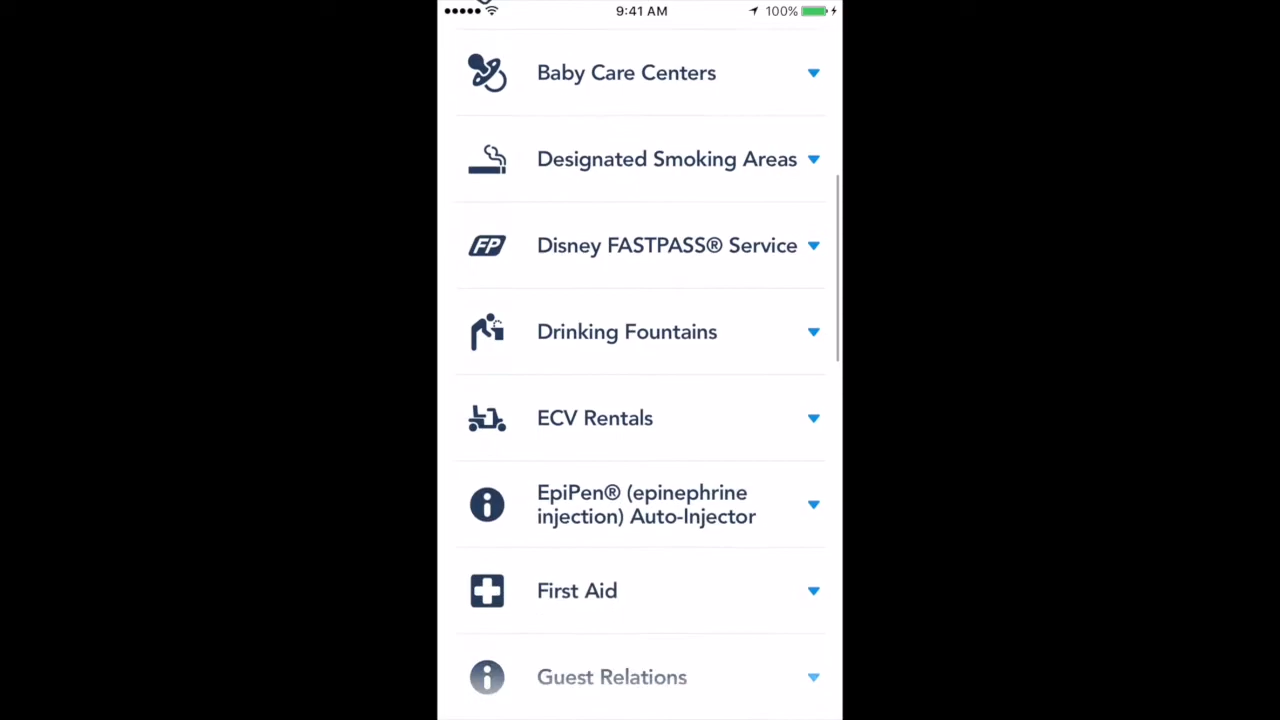 9:41 AM 100%
Baby Care Centers
Designated Smoking Areas
FP Disney FASTPASS® Service
Drinking Fountains
ECV Rentals
EpiPen® (epinephrine
injection) Auto-Injector
First Aid
Guest Relations